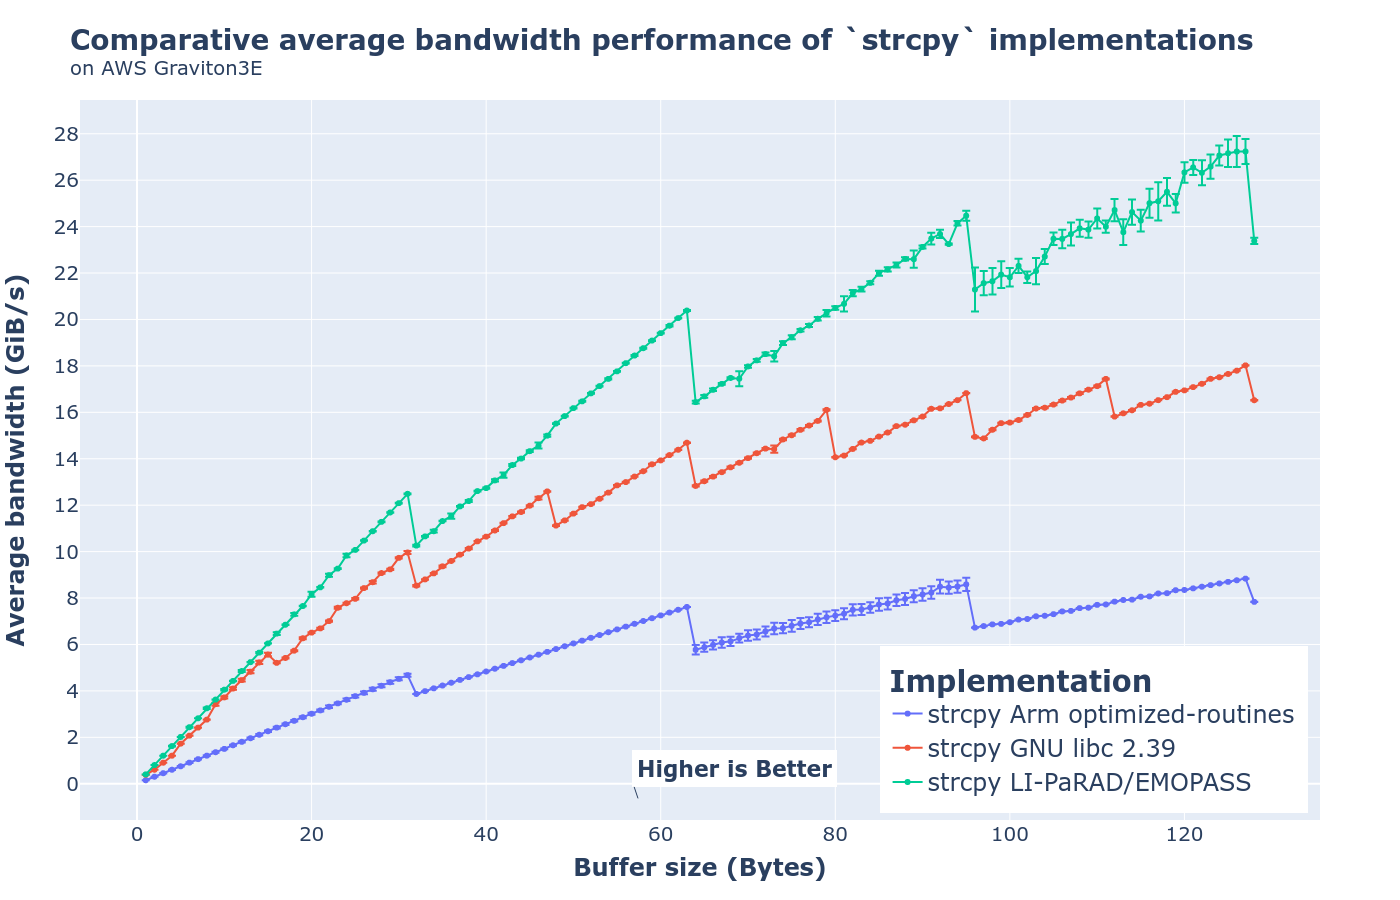 Comparative average bandwidth performance of `strcpy` implementations
on AWS Graviton3E
Average bandwidth (GiB/s)
28
26
24
22
20
18
16
14
12
10
8
6
4
2
0
Implementation
strcpy Arm optimized-routines
strcpy GNU libc 2.39
strcpy LI-PaRAD/EMOPASS
Higher is Better
0 20 40 60 80 100 120
Buffer size (Bytes)